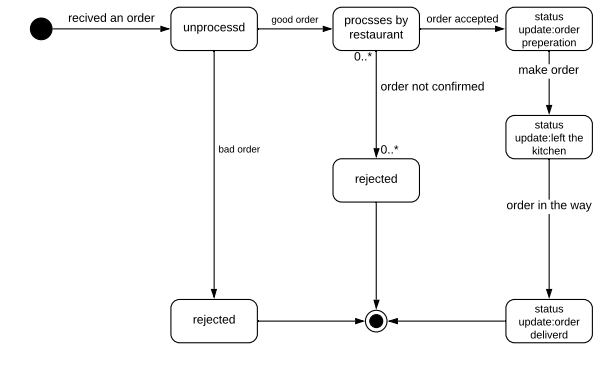 recived an order
unprocessd
good order
procsses by
restaurant
order accepted
status
update:order
preperation
0..*
make order
order not confirmed
status
update:left the
kitchen
bad order
0..*
rejected
order in the way
rejected
status
update:order
deliverd